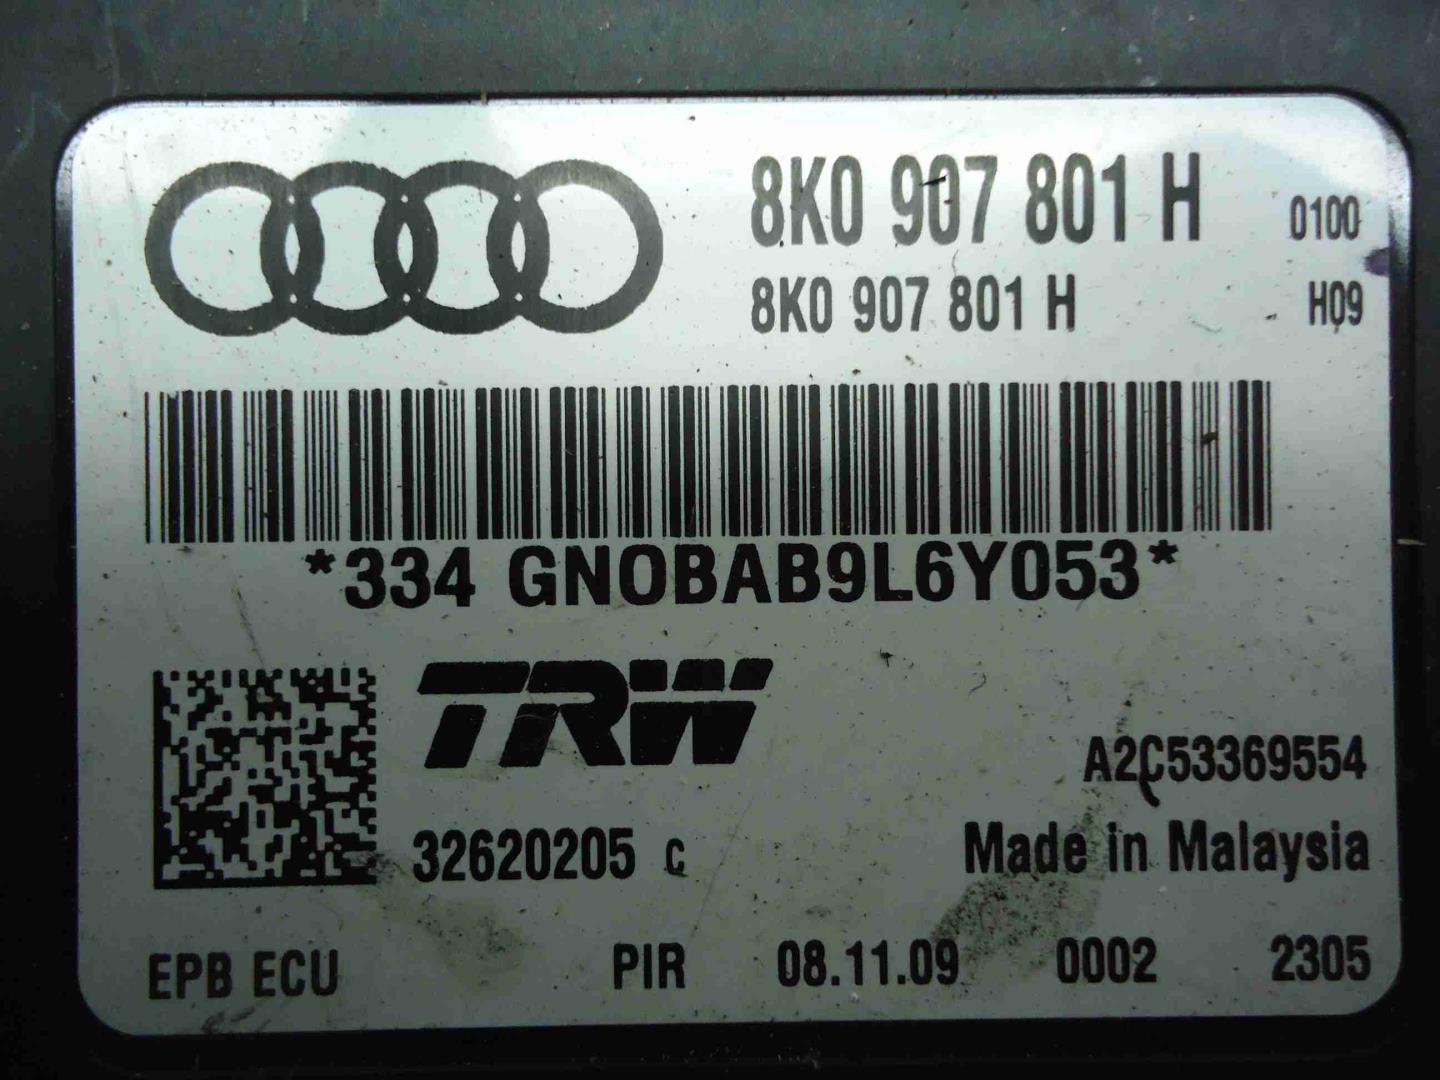 8K0 907 801 H 0100
8K0 907 801 H H09
*334 GNOBAB9L6Y053*
TRW
A2C53369554
32620205 C
Made in Malaysia
EPB ECU PIR 08.11.09 0002 2305